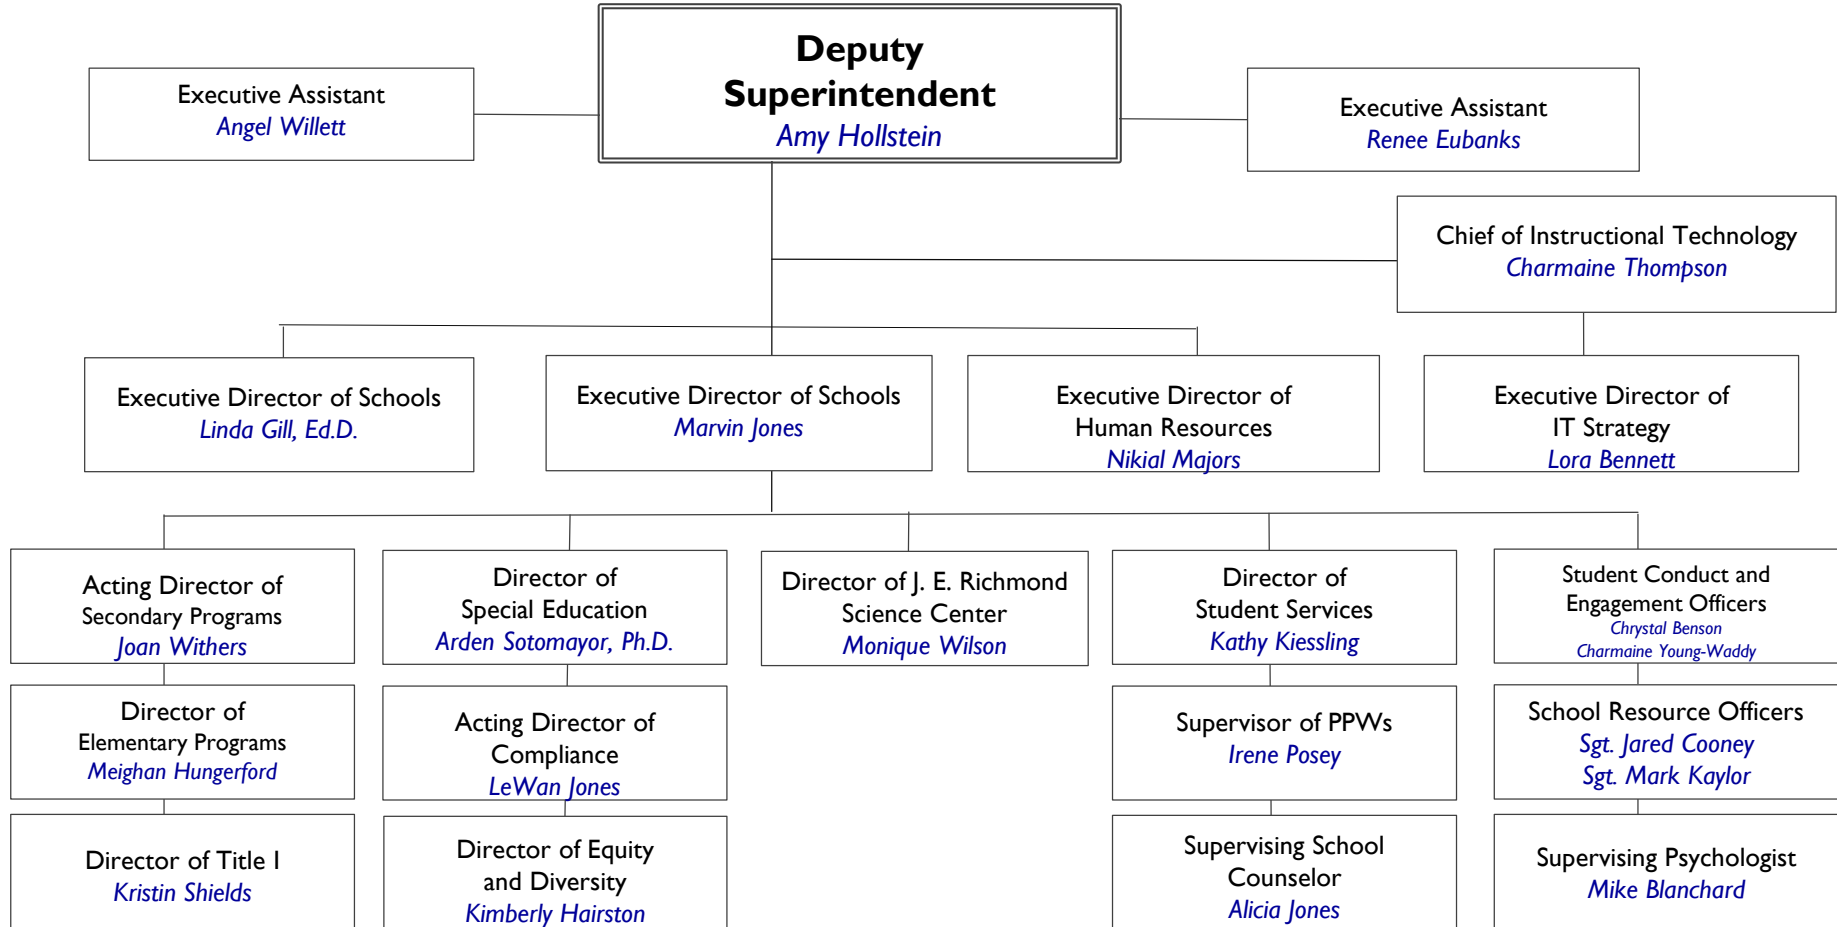 Deputy
Superintendent
Amy Hollstein
Executive Assistant
Angel Willett
Executive Assistant
Renee Eubanks
Chief of Instructional Technology
Charmaine Thompson
Executive Director of Schools
Linda Gill, Ed.D.
Executive Director of Schools
Marvin Jones
Executive Director of
Human Resources
Nikial Majors
Executive Director of
IT Strategy
Lora Bennett
Acting Director of
Secondary Programs
Joan Withers
Director of
Special Education
Arden Sotomayor, Ph.D.
Director of J. E. Richmond
Science Center
Monique Wilson
Director of
Student Services
Kathy Kiessling
Student Conduct and
Engagement Officers
Chrystal Benson
Charmaine Young-Waddy
Director of
Elementary Programs
Meighan Hungerford
Acting Director of
Compliance
LeWan Jones
Supervisor of PPWs
Irene Posey
School Resource Officers
Sgt. Jared Cooney
Sgt. Mark Kaylor
Director of Title I
Kristin Shields
Director of Equity
and Diversity
Kimberly Hairston
Supervising School
Counselor
Alicia Jones
Supervising Psychologist
Mike Blanchard